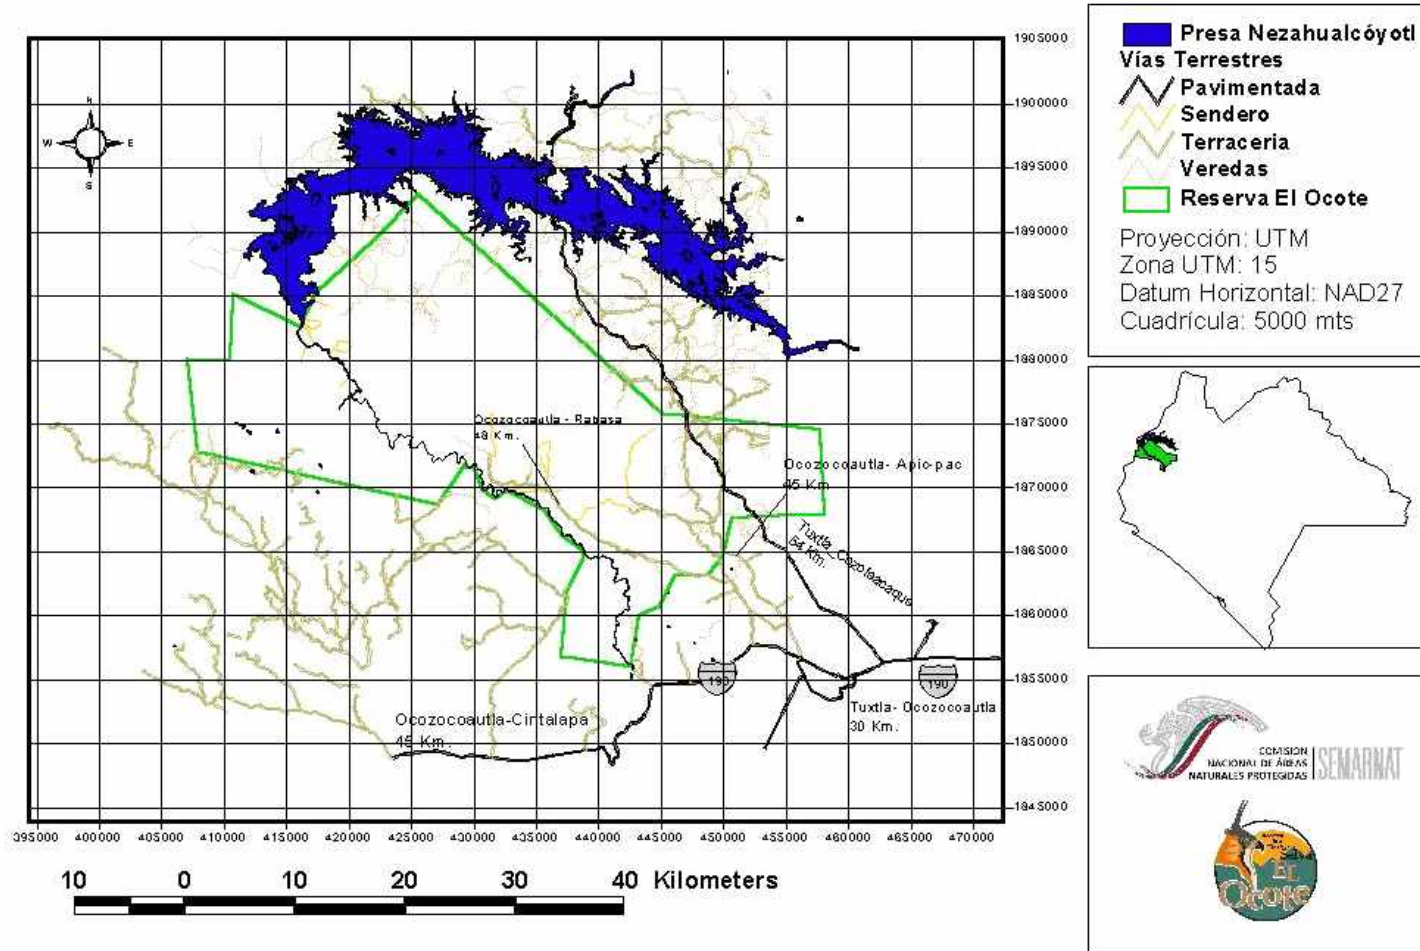 Presa Nezahualcóyotl
Vías Terrestres
Pavimentada
Sendero
Terraceria
Veredas
Reserva El Ocote
Proyección: UTM
Zona UTM: 15
Datum Horizontal: NAD27
Cuadrícula: 5000 mts
N
W
E
S
1905000
1900000
1895000
1890000
1885000
1880000
1875000
1870000
1865000
1860000
1855000
1850000
1845000
Ocozocoautla - Rabasa
48 Km.
Ocozocoautla- Apic-pac
45 Km
Tuxtla_Cozoleacaque
54 Km.
190
190
Tuxtla- Ocozocoautla
30 Km.
Ocozocoautla-Cintalapa
45 Km.
395000 400000 405000 410000 415000 420000 425000 430000 435000 440000 445000 450000 455000 460000 465000 470000
10 0 10 20 30 40 Kilometers
COMISIÓN
NACIONAL DE ÁREAS
NATURALES PROTEGIDAS
SEMARNAT
Selva
EL
Ocote